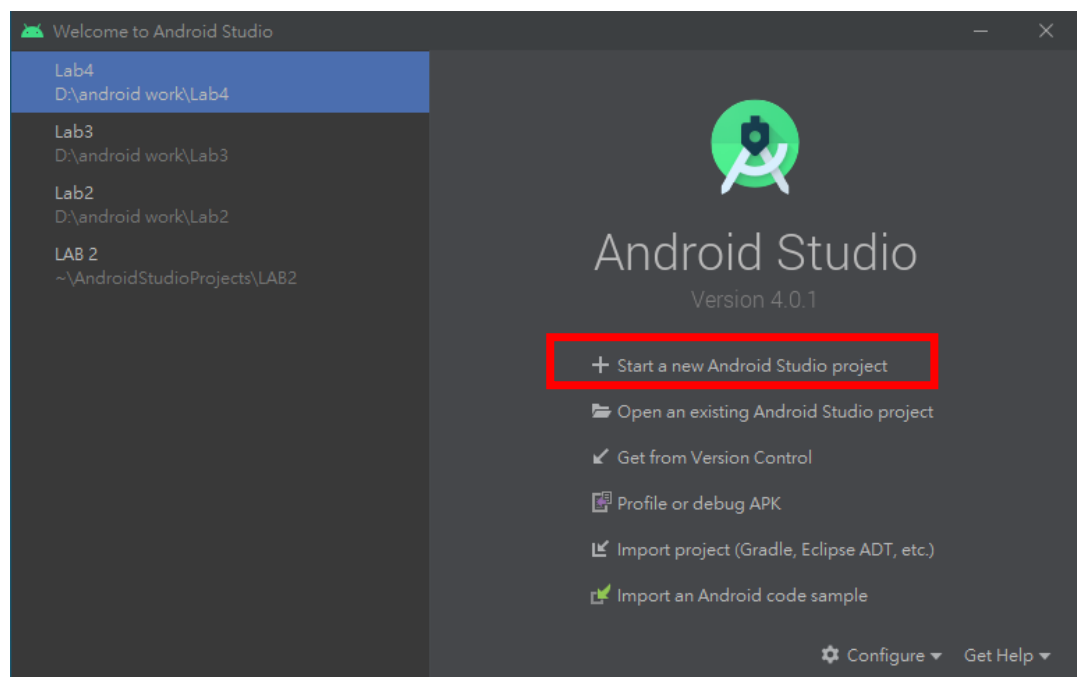 Welcome to Android Studio
Lab4
D:\android work\Lab4
Lab3
D:\android work\Lab3
Lab2
D:\android work\Lab2
LAB 2
~\AndroidStudioProjects\LAB2
Android Studio
Version 4.0.1
Start a new Android Studio project
Open an existing Android Studio project
Get from Version Control
Profile or debug APK
Import project (Gradle, Eclipse ADT, etc.)
Import an Android code sample
Configure Get Help